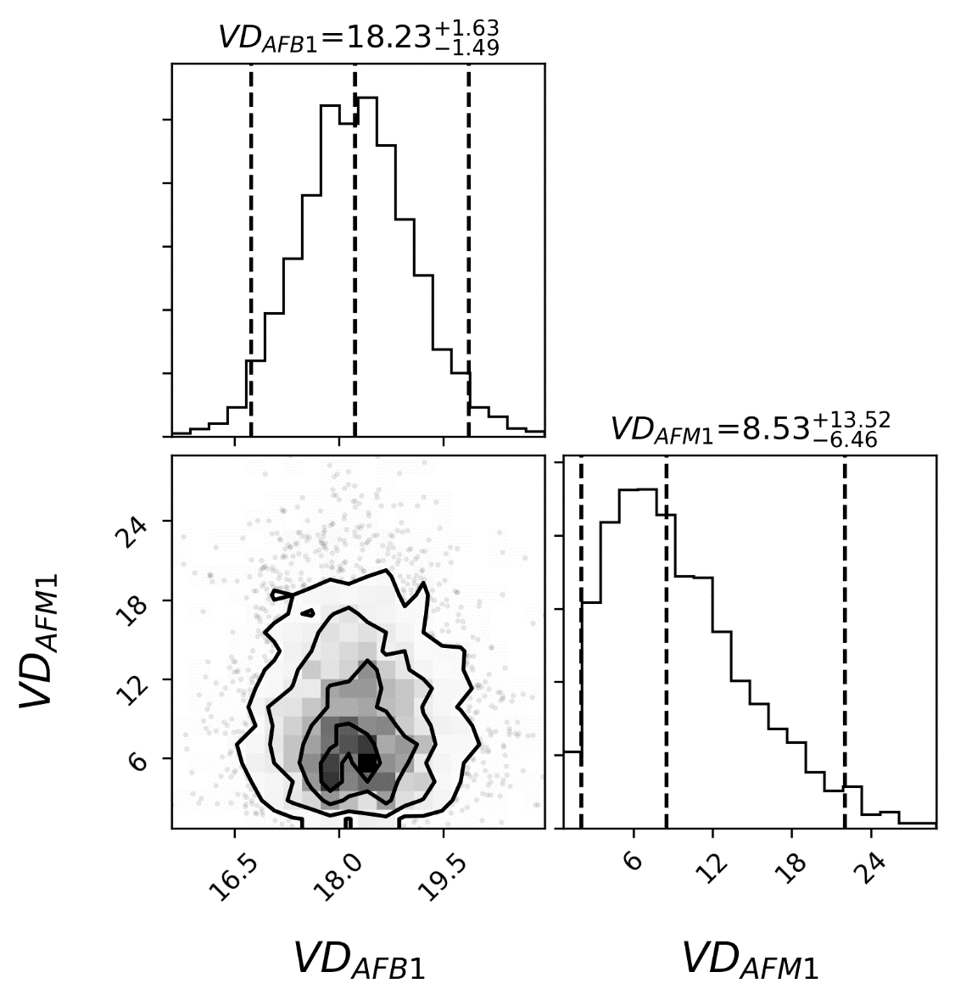 VD_AFB1=18.23+1.63−1.49
VD_AFM1=8.53+13.52−6.46
24
18
12
6
VD_AFM1
16.5 18.0 19.5
6 12 18 24
VD_AFB1
VD_AFM1